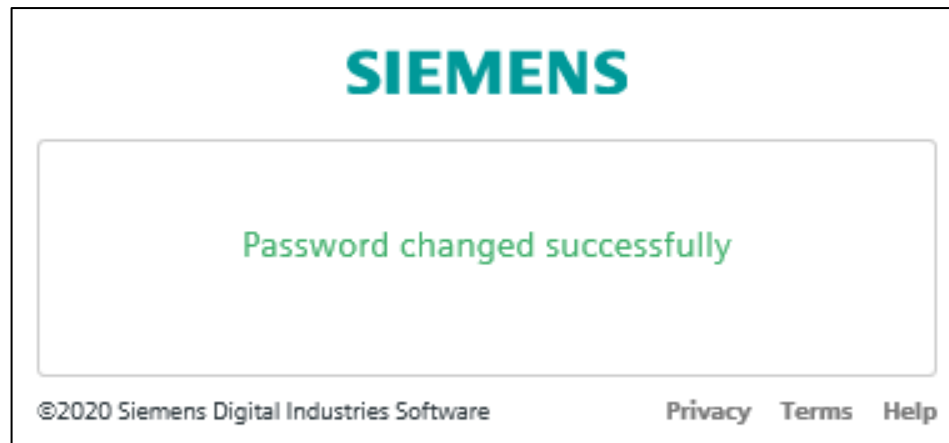 SIEMENS
Password changed successfully
©2020 Siemens Digital Industries Software Privacy Terms Help